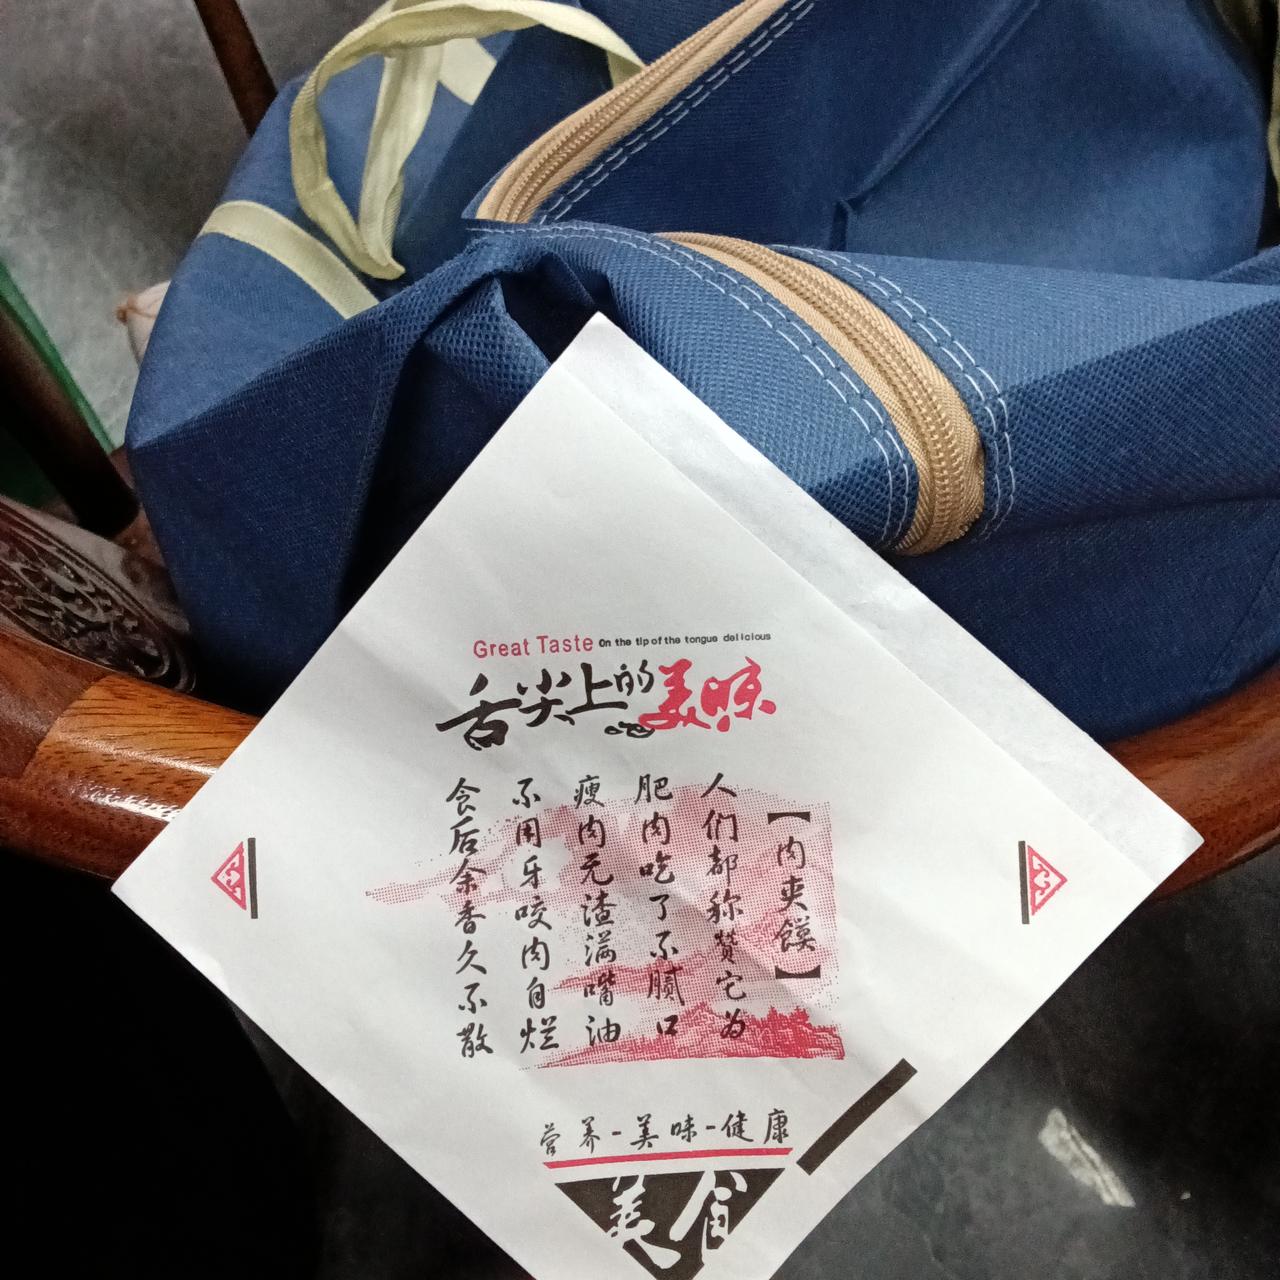 Great Taste On the tip of the tongue delicious
舌尖上的美味
【肉夹馍】
人们都称赞它为
肥肉吃了不腻口
瘦肉无渣满嘴油
不用牙咬肉自烂
食后余香久不散
营养-美味-健康
美食